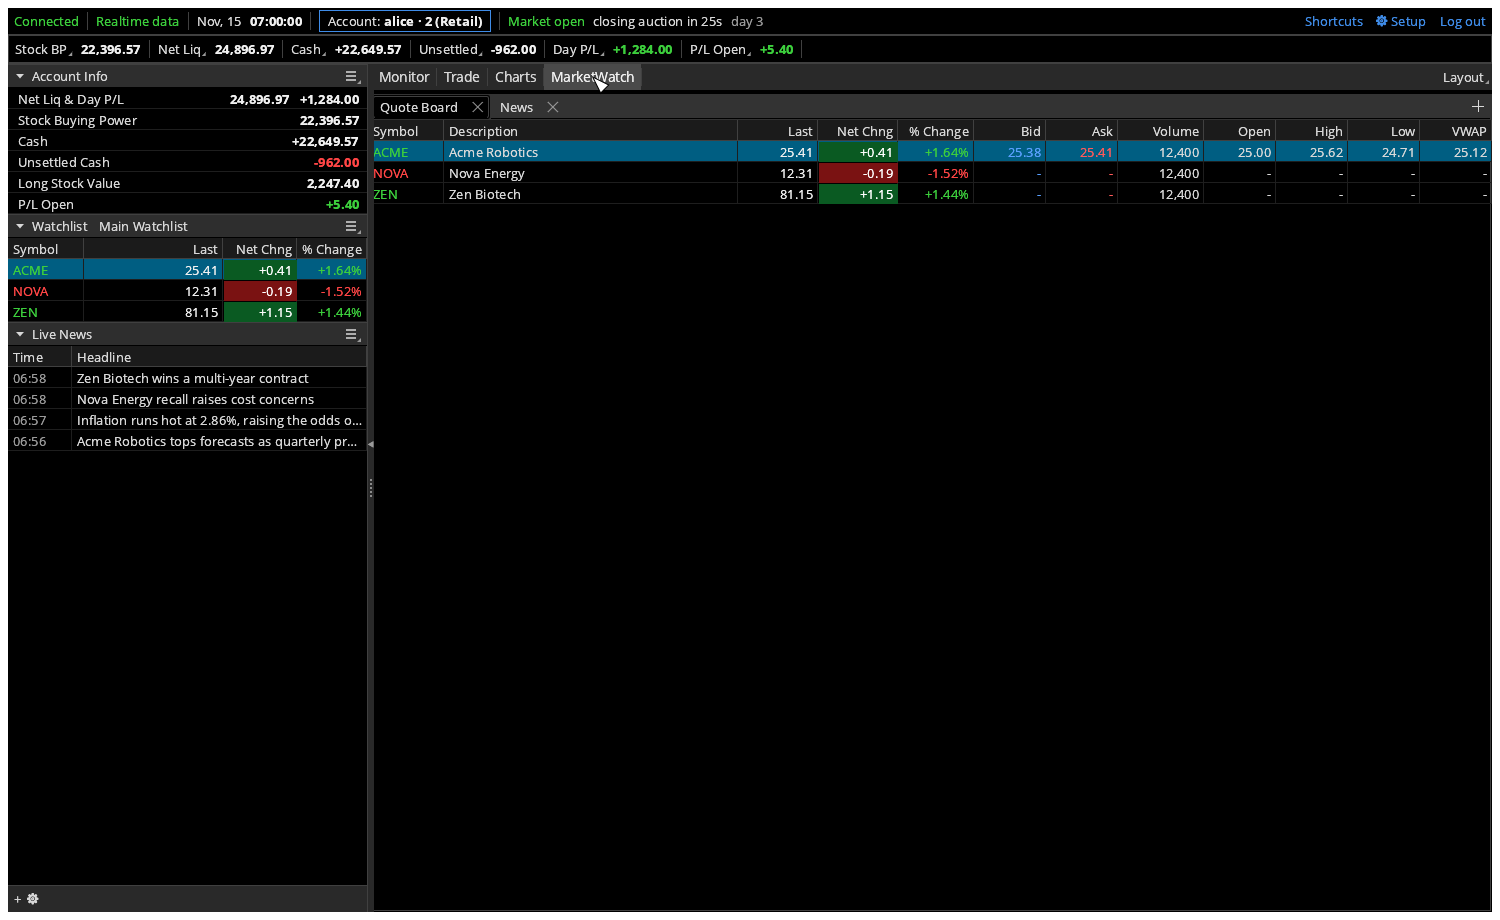 Connected Realtime data Nov, 15 07:00:00 Account: alice · 2 (Retail) Market open closing auction in 25s day 3 Shortcuts Setup Log out
Stock BP 22,396.57 Net Liq 24,896.97 Cash +22,649.57 Unsettled -962.00 Day P/L +1,284.00 P/L Open +5.40
Account Info
Net Liq & Day P/L 24,896.97 +1,284.00
Stock Buying Power 22,396.57
Cash +22,649.57
Unsettled Cash -962.00
Long Stock Value 2,247.40
P/L Open +5.40
Watchlist Main Watchlist
Symbol Last Net Chng % Change
ACME 25.41 +0.41 +1.64%
NOVA 12.31 -0.19 -1.52%
ZEN 81.15 +1.15 +1.44%
Live News
Time Headline
06:58 Zen Biotech wins a multi-year contract
06:58 Nova Energy recall raises cost concerns
06:57 Inflation runs hot at 2.86%, raising the odds o...
06:56 Acme Robotics tops forecasts as quarterly pr...
+
Monitor Trade Charts MarketWatch Layout
Quote Board News
Symbol Description Last Net Chng % Change Bid Ask Volume Open High Low VWAP
ACME Acme Robotics 25.41 +0.41 +1.64% 25.38 25.41 12,400 25.00 25.62 24.71 25.12
NOVA Nova Energy 12.31 -0.19 -1.52% - - 12,400 - - - -
ZEN Zen Biotech 81.15 +1.15 +1.44% - - 12,400 - - - -